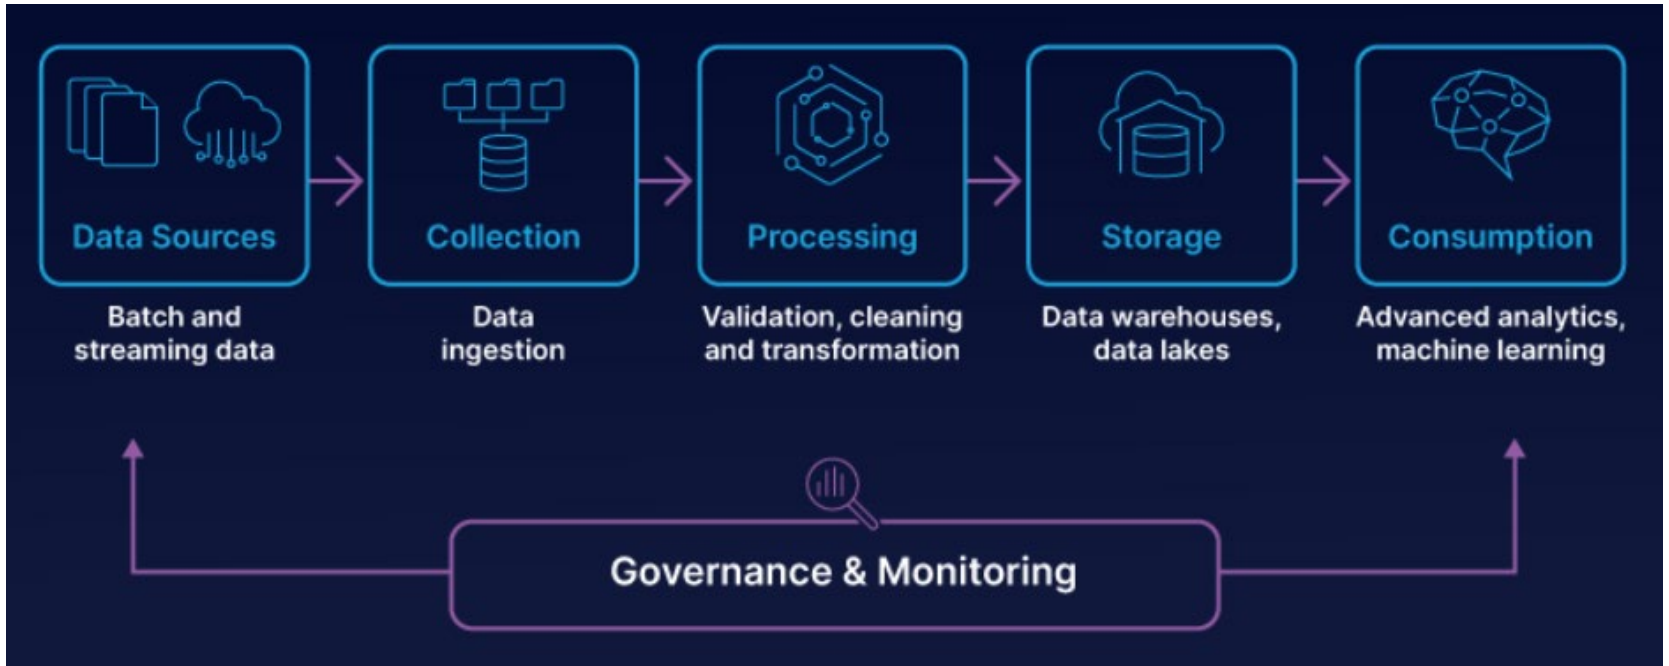 Data Sources
Batch and
streaming data
Collection
Data
ingestion
Processing
Validation, cleaning
and transformation
Storage
Data warehouses,
data lakes
Consumption
Advanced analytics,
machine learning
Governance & Monitoring